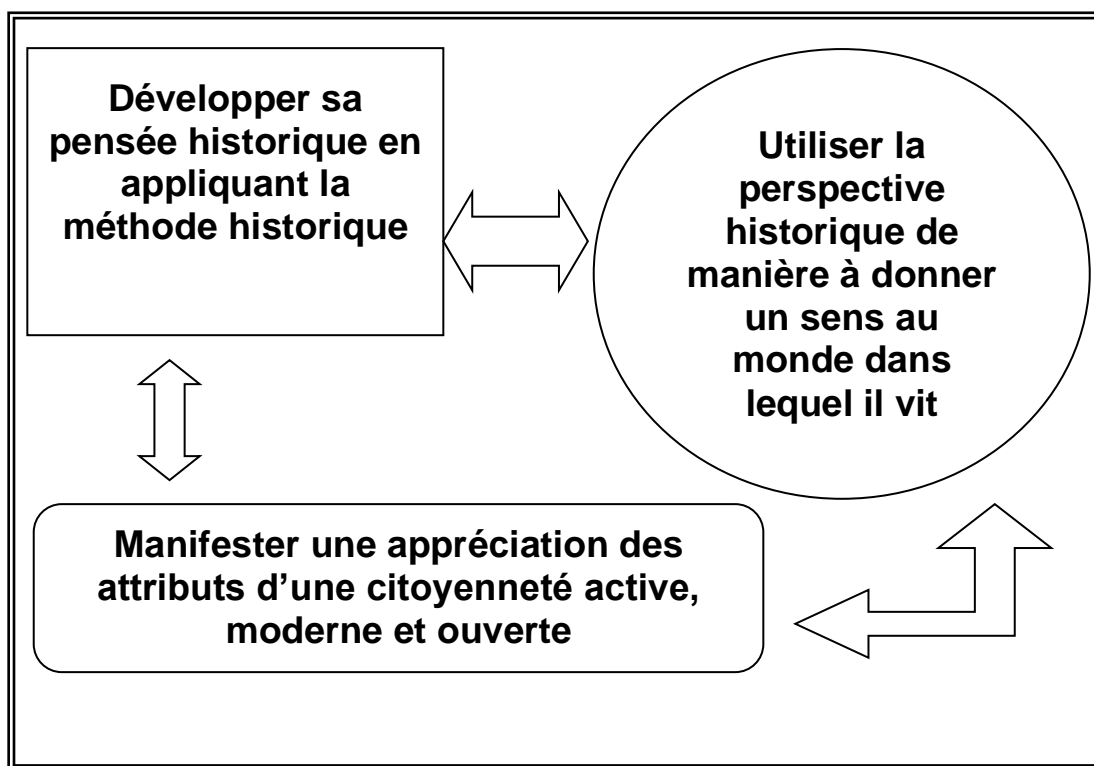 Développer sa
pensée historique en
appliquant la
méthode historique
Utiliser la
perspective
historique de
manière à donner
un sens au
monde dans
lequel il vit
Manifester une appréciation des
attributs d’une citoyenneté active,
moderne et ouverte